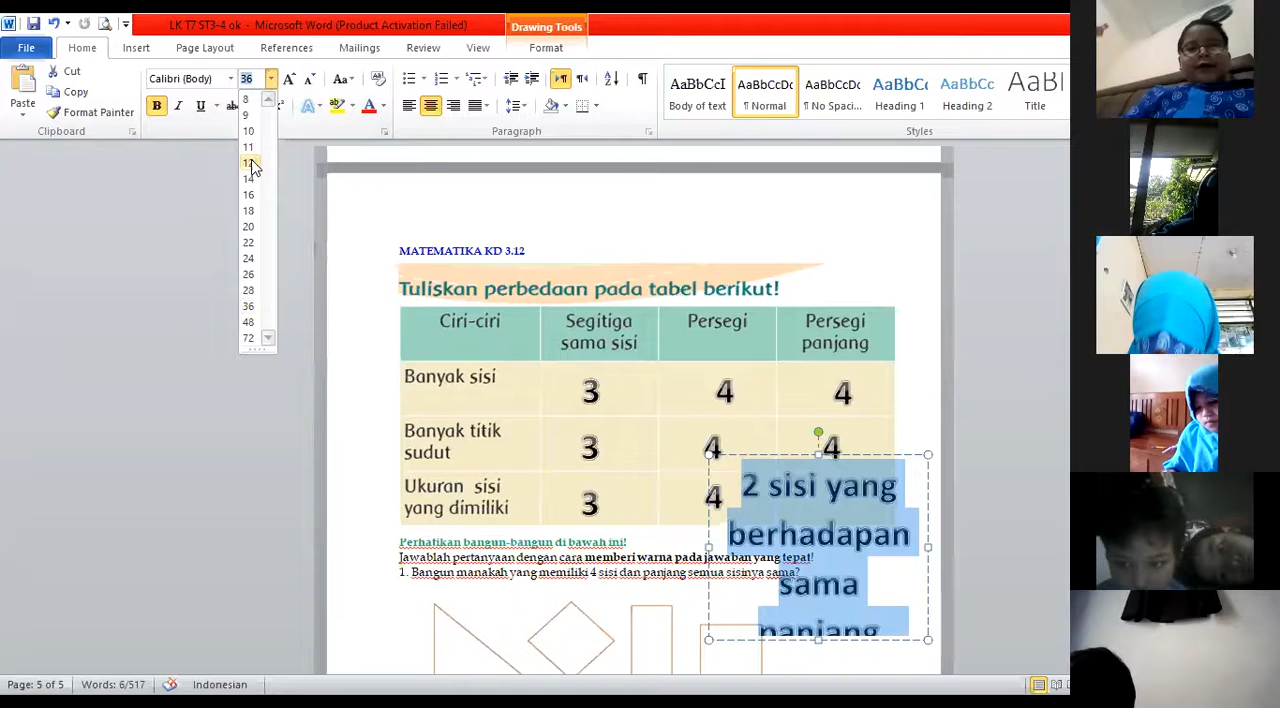 LK T7 ST3-4 ok - Microsoft Word (Product Activation Failed)
Drawing Tools
File
Home
Insert
Page Layout
References
Mailings
Review
View
Format
Paste
Cut
Copy
Format Painter
Clipboard
Calibri (Body)
36
Paragraph
AaBbCcI
Body of text
AaBbCcDc
¶ Normal
AaBbCcDc
¶ No Spaci...
AaBbCc
Heading 1
AaBbCc
Heading 2
Title
Styles
8
9
10
11
12
14
16
18
20
22
24
26
28
36
48
72
MATEMATIKA KD 3.12
Tuliskan perbedaan pada tabel berikut!
Ciri-ciri
Segitiga
sama sisi
Persegi
Persegi
panjang
Banyak sisi
3
4
4
Banyak titik
sudut
3
4
4
Ukuran sisi
yang dimiliki
3
4
2 sisi yang
berhadapan
sama
panjang
Perhatikan bangun-bangun di bawah ini!
Jawablah pertanyaan dengan cara memberi warna pada jawaban yang tepat!
1. Bangun manakah yang memiliki 4 sisi dan panjang semua sisinya sama?
Page: 5 of 5
Words: 6/517
Indonesian